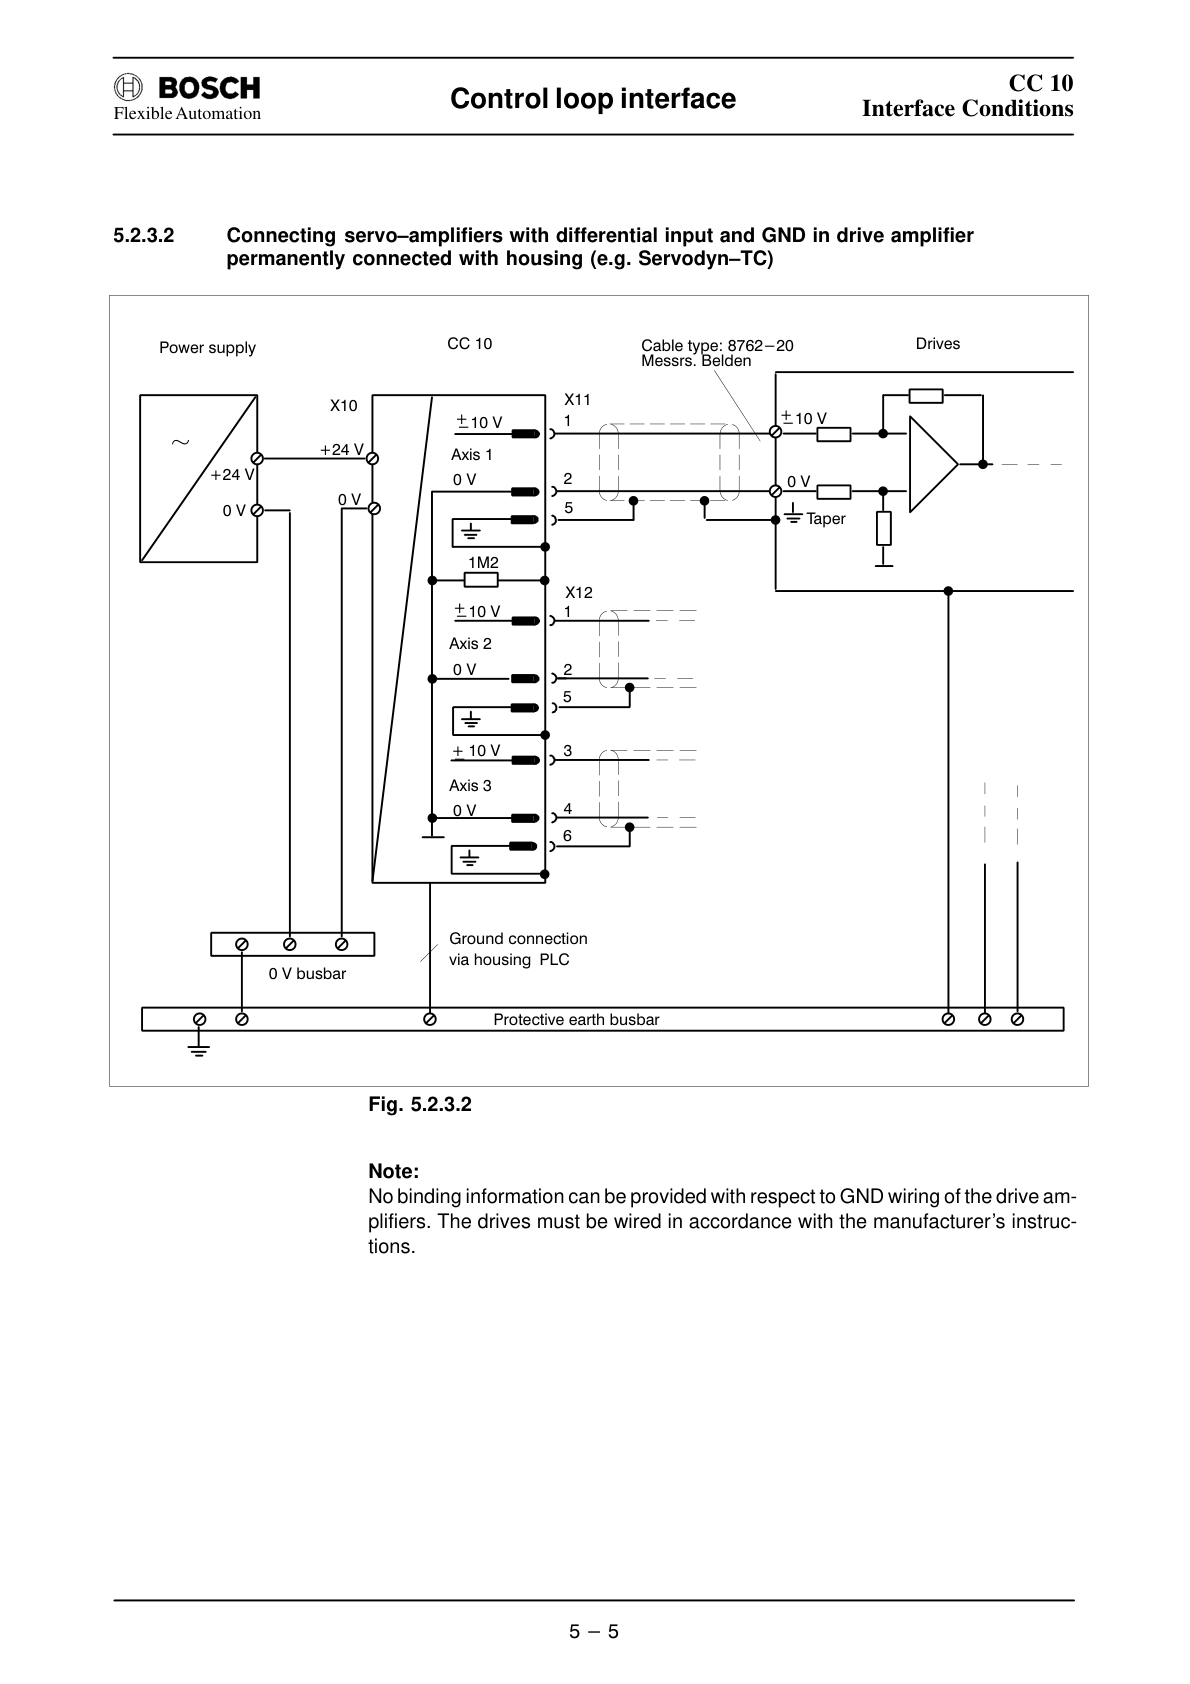 BOSCH
Flexible Automation
Control loop interface
CC 10
Interface Conditions
5.2.3.2 Connecting servo–amplifiers with differential input and GND in drive amplifier
permanently connected with housing (e.g. Servodyn–TC)
Power supply
CC 10
Cable type: 8762−20
Messrs. Belden
Drives
X10
X11
± 10 V
1
± 10 V
+24 V
Axis 1
+24 V
0 V
2
0 V
0 V
0 V
5
Taper
1M2
X12
± 10 V
1
Axis 2
0 V
2
5
± 10 V
3
Axis 3
0 V
4
6
Ground connection
via housing PLC
0 V busbar
Protective earth busbar
Fig. 5.2.3.2
Note:
No binding information can be provided with respect to GND wiring of the drive am-
plifiers. The drives must be wired in accordance with the manufacturer’s instruc-
tions.
5 − 5